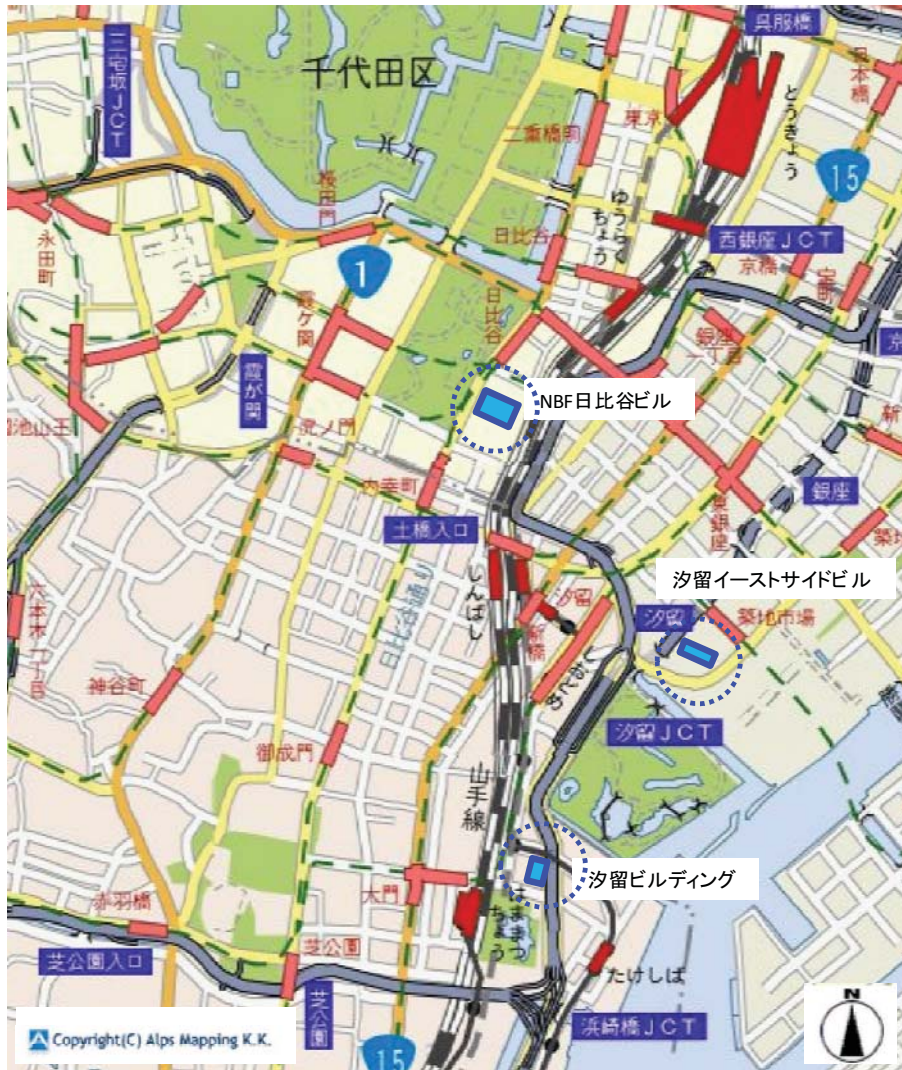 呉服橋
三宅坂JCT
千代田区
日本橋
東京
とうきょう
二重橋前
15
桜田門
ゆうらくちょう
永田町
日比谷
西銀座JCT
京橋
宝町
1
霞ケ関
日比谷
銀座一丁目
京
霞が関
NBF日比谷ビル
新
池山王
虎ノ門
内幸町
銀座
土橋入口
東銀座
築地
しんばし
汐留
汐留イーストサイドビル
六本木一丁目
日比谷通り
新橋
汐留
築地市場
しおどめ
神谷町
汐留JCT
御成門
山手線
大門
汐留ビルディング
はままつちょう
赤羽橋
芝公園入口
芝公園
たけしば
芝公園
浜崎橋JCT
N
Copyright(C) Alps Mapping K.K.
15